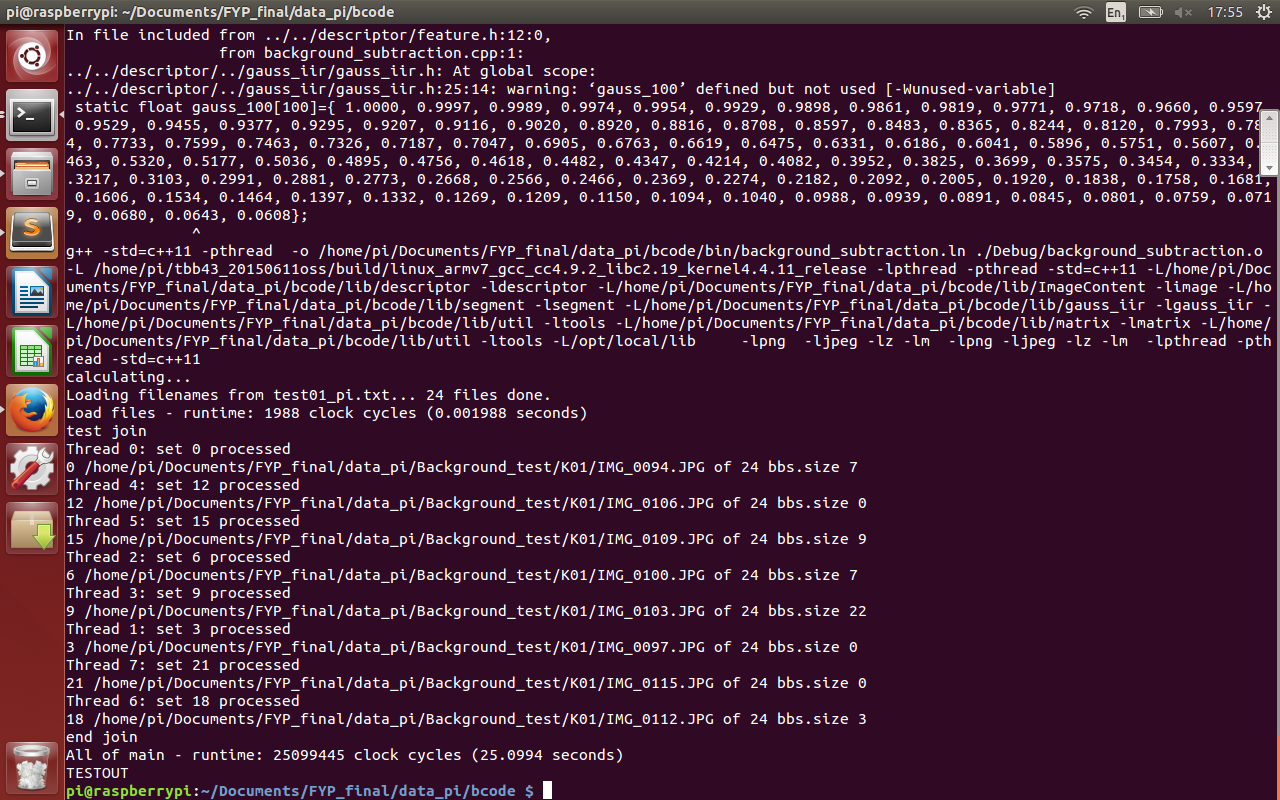 pi@raspberrypi: ~/Documents/FYP_final/data_pi/bcode
En1
17:55
In file included from ../../descriptor/feature.h:12:0,
                 from background_subtraction.cpp:1:
../../descriptor/../gauss_iir/gauss_iir.h: At global scope:
../../descriptor/../gauss_iir/gauss_iir.h:25:14: warning: ‘gauss_100’ defined but not used [-Wunused-variable]
 static float gauss_100[100]={ 1.0000, 0.9997, 0.9989, 0.9974, 0.9954, 0.9929, 0.9898, 0.9861, 0.9819, 0.9771, 0.9718, 0.9660, 0.9597
, 0.9529, 0.9455, 0.9377, 0.9295, 0.9207, 0.9116, 0.9020, 0.8920, 0.8816, 0.8708, 0.8597, 0.8483, 0.8365, 0.8244, 0.8120, 0.7993, 0.78
4, 0.7733, 0.7599, 0.7463, 0.7326, 0.7187, 0.7047, 0.6905, 0.6763, 0.6619, 0.6475, 0.6331, 0.6186, 0.6041, 0.5896, 0.5751, 0.5607, 0.
463, 0.5320, 0.5177, 0.5036, 0.4895, 0.4756, 0.4618, 0.4482, 0.4347, 0.4214, 0.4082, 0.3952, 0.3825, 0.3699, 0.3575, 0.3454, 0.3334,
.3217, 0.3103, 0.2991, 0.2881, 0.2773, 0.2668, 0.2566, 0.2466, 0.2369, 0.2274, 0.2182, 0.2092, 0.2005, 0.1920, 0.1838, 0.1758, 0.1681,
 0.1606, 0.1534, 0.1464, 0.1397, 0.1332, 0.1269, 0.1209, 0.1150, 0.1094, 0.1040, 0.0988, 0.0939, 0.0891, 0.0845, 0.0801, 0.0759, 0.071
9, 0.0680, 0.0643, 0.0608};
              ^
g++ -std=c++11 -pthread  -o /home/pi/Documents/FYP_final/data_pi/bcode/bin/background_subtraction.ln ./Debug/background_subtraction.o
-L /home/pi/tbb43_20150611oss/build/linux_armv7_gcc_cc4.9.2_libc2.19_kernel4.4.11_release -lpthread -pthread -std=c++11 -L/home/pi/Doc
uments/FYP_final/data_pi/bcode/lib/descriptor -ldescriptor -L/home/pi/Documents/FYP_final/data_pi/bcode/lib/ImageContent -limage -L/ho
me/pi/Documents/FYP_final/data_pi/bcode/lib/segment -lsegment -L/home/pi/Documents/FYP_final/data_pi/bcode/lib/gauss_iir -lgauss_iir -
L/home/pi/Documents/FYP_final/data_pi/bcode/lib/util -ltools -L/home/pi/Documents/FYP_final/data_pi/bcode/lib/matrix -lmatrix -L/home/
pi/Documents/FYP_final/data_pi/bcode/lib/util -ltools -L/opt/local/lib     -lpng  -ljpeg -lz -lm  -lpng -ljpeg -lz -lm  -lpthread -pth
read -std=c++11
calculating...
Loading filenames from test01_pi.txt... 24 files done.
Load files - runtime: 1988 clock cycles (0.001988 seconds)
test join
Thread 0: set 0 processed
0 /home/pi/Documents/FYP_final/data_pi/Background_test/K01/IMG_0094.JPG of 24 bbs.size 7
Thread 4: set 12 processed
12 /home/pi/Documents/FYP_final/data_pi/Background_test/K01/IMG_0106.JPG of 24 bbs.size 0
Thread 5: set 15 processed
15 /home/pi/Documents/FYP_final/data_pi/Background_test/K01/IMG_0109.JPG of 24 bbs.size 9
Thread 2: set 6 processed
6 /home/pi/Documents/FYP_final/data_pi/Background_test/K01/IMG_0100.JPG of 24 bbs.size 7
Thread 3: set 9 processed
9 /home/pi/Documents/FYP_final/data_pi/Background_test/K01/IMG_0103.JPG of 24 bbs.size 22
Thread 1: set 3 processed
3 /home/pi/Documents/FYP_final/data_pi/Background_test/K01/IMG_0097.JPG of 24 bbs.size 0
Thread 7: set 21 processed
21 /home/pi/Documents/FYP_final/data_pi/Background_test/K01/IMG_0115.JPG of 24 bbs.size 0
Thread 6: set 18 processed
18 /home/pi/Documents/FYP_final/data_pi/Background_test/K01/IMG_0112.JPG of 24 bbs.size 3
end join
All of main - runtime: 25099445 clock cycles (25.0994 seconds)
TESTOUT
pi@raspberrypi:~/Documents/FYP_final/data_pi/bcode $